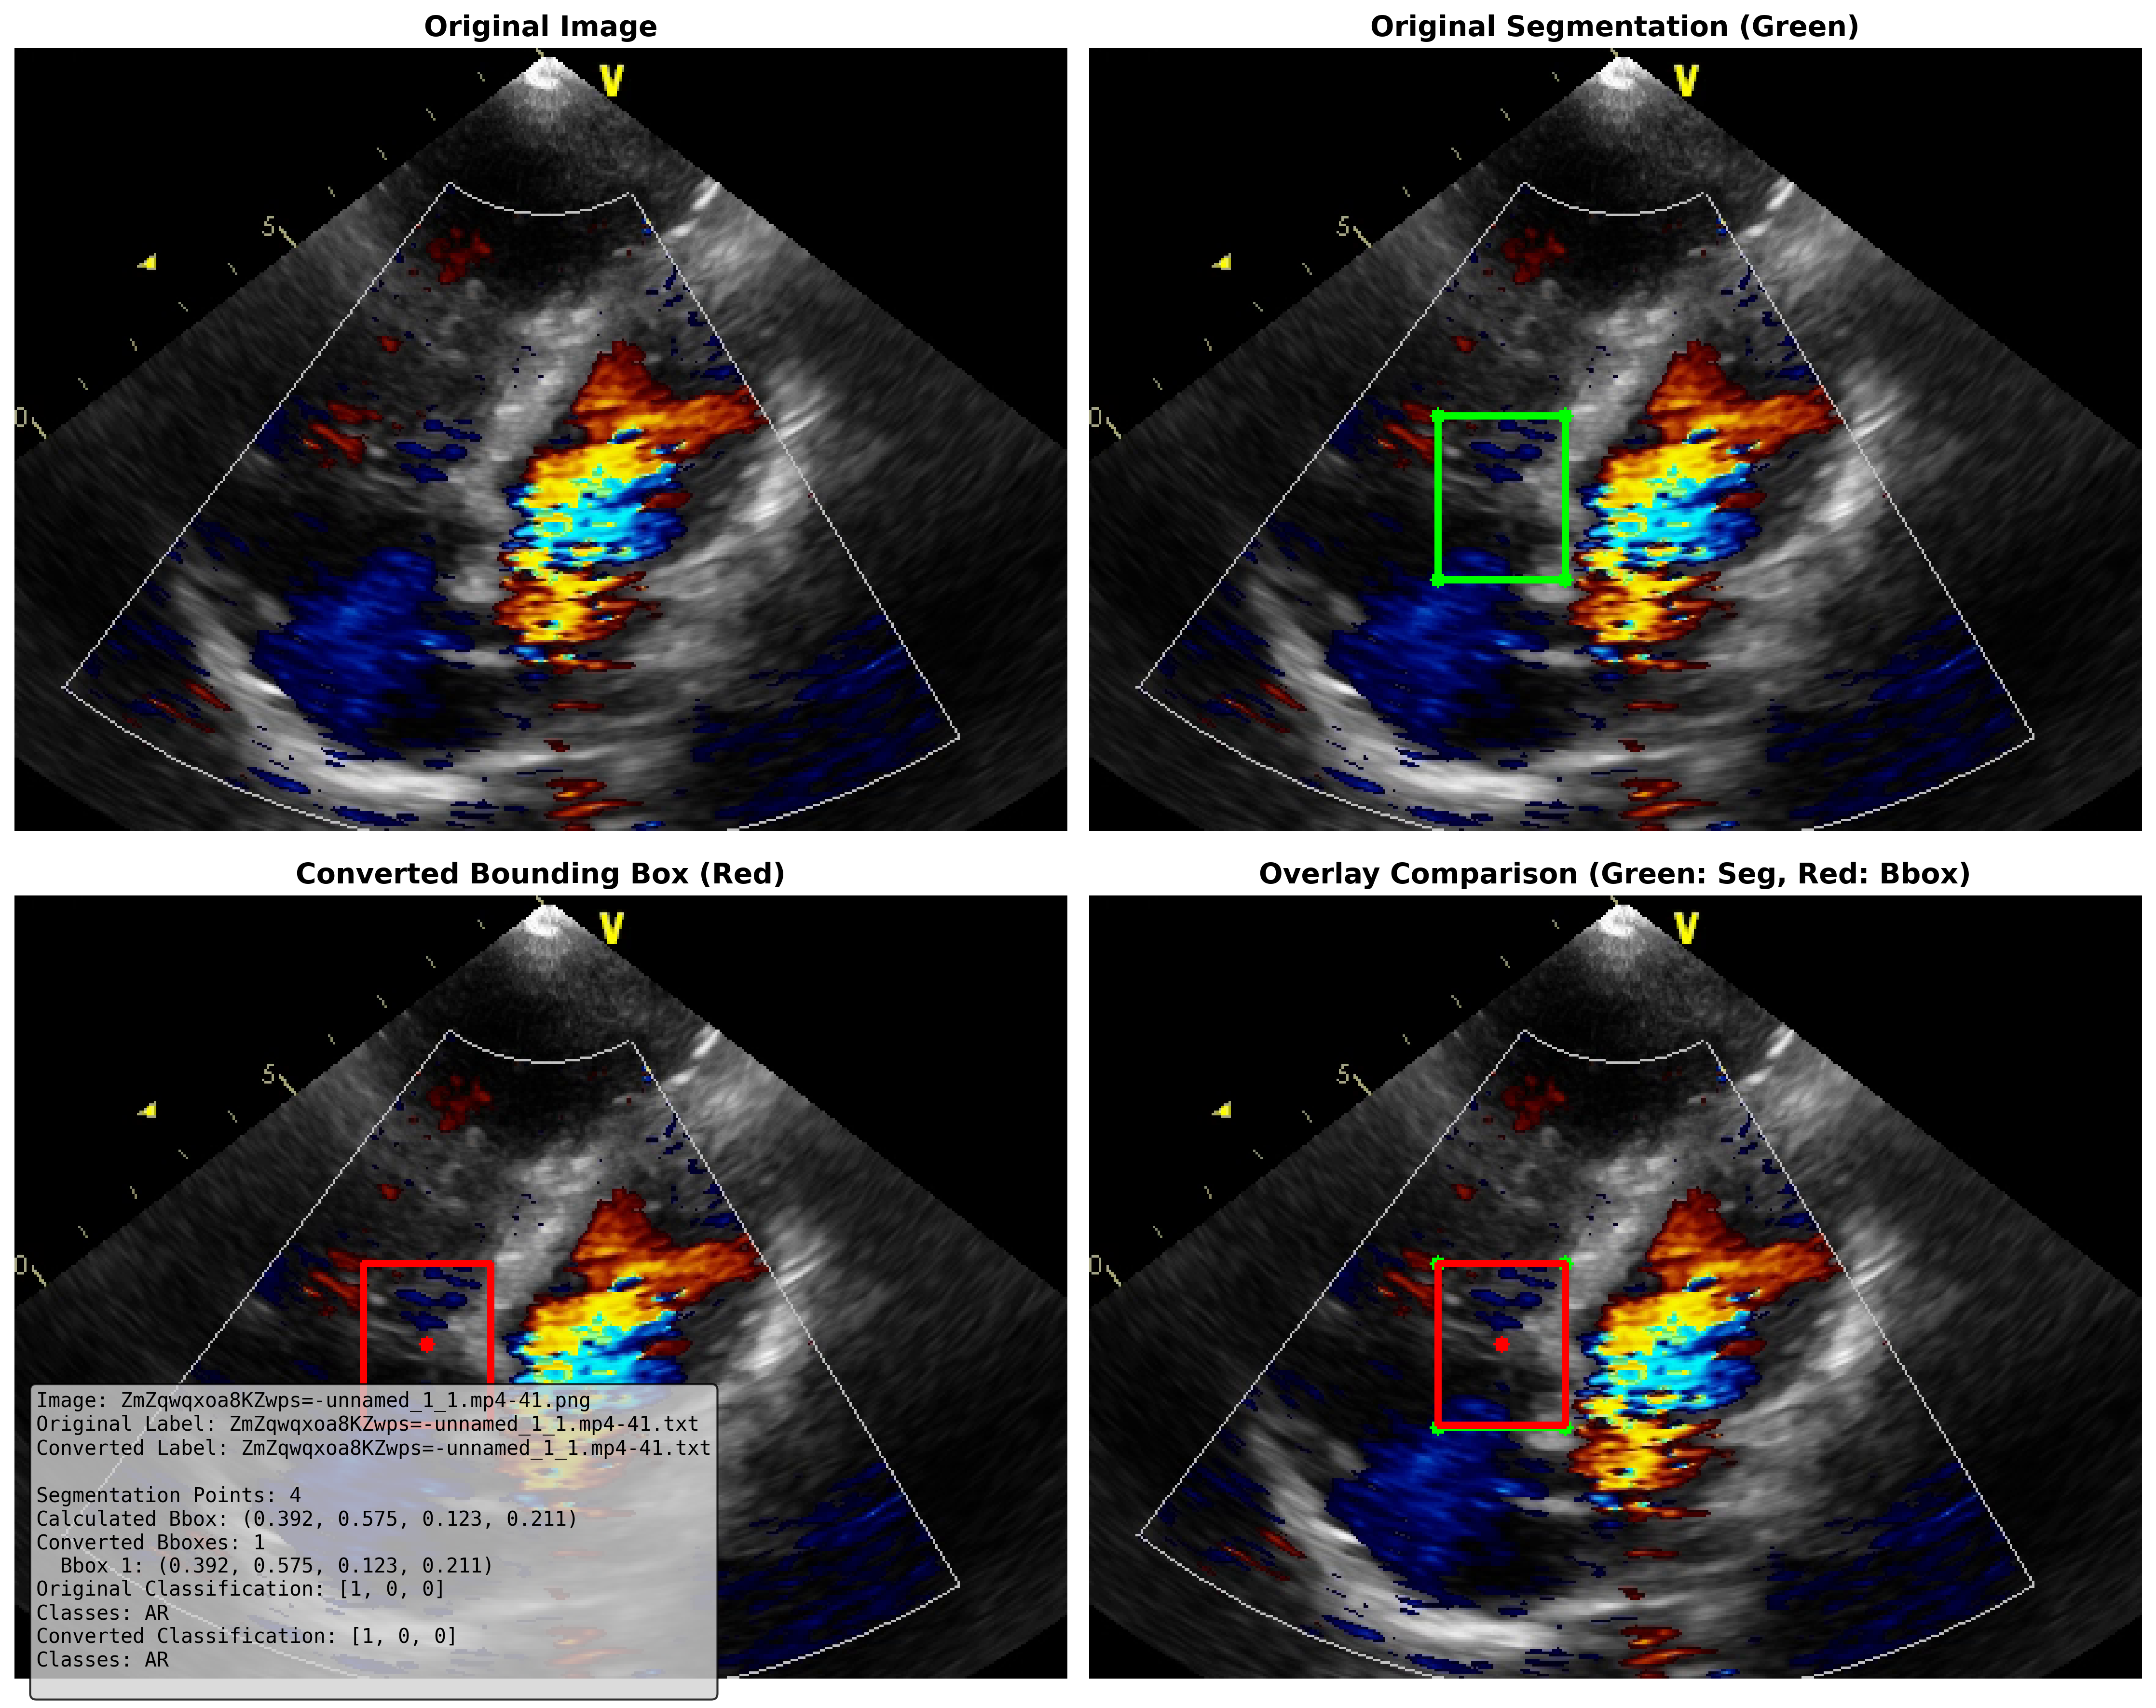 Original Image
Original Segmentation (Green)
V
V
5
5
0
0
Converted Bounding Box (Red)
Overlay Comparison (Green: Seg, Red: Bbox)
V
V
5
5
0
0
Image: ZmZqwqxoa8KZwps=-unnamed_1_1.mp4-41.png
Original Label: ZmZqwqxoa8KZwps=-unnamed_1_1.mp4-41.txt
Converted Label: ZmZqwqxoa8KZwps=-unnamed_1_1.mp4-41.txt
Segmentation Points: 4
Calculated Bbox: (0.392, 0.575, 0.123, 0.211)
Converted Bboxes: 1
Bbox 1: (0.392, 0.575, 0.123, 0.211)
Original Classification: [1, 0, 0]
Classes: AR
Converted Classification: [1, 0, 0]
Classes: AR